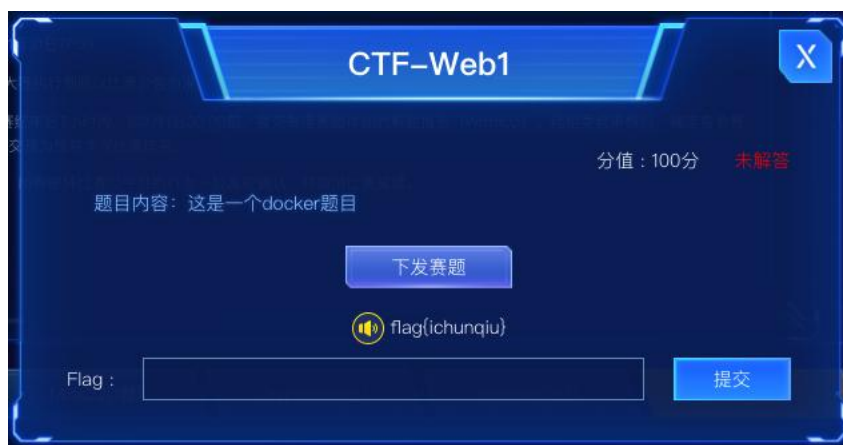 CTF-Web1
X
分值：100分 未解答
题目内容：这是一个docker题目
下发赛题
flag{ichunqiu}
Flag：
提交